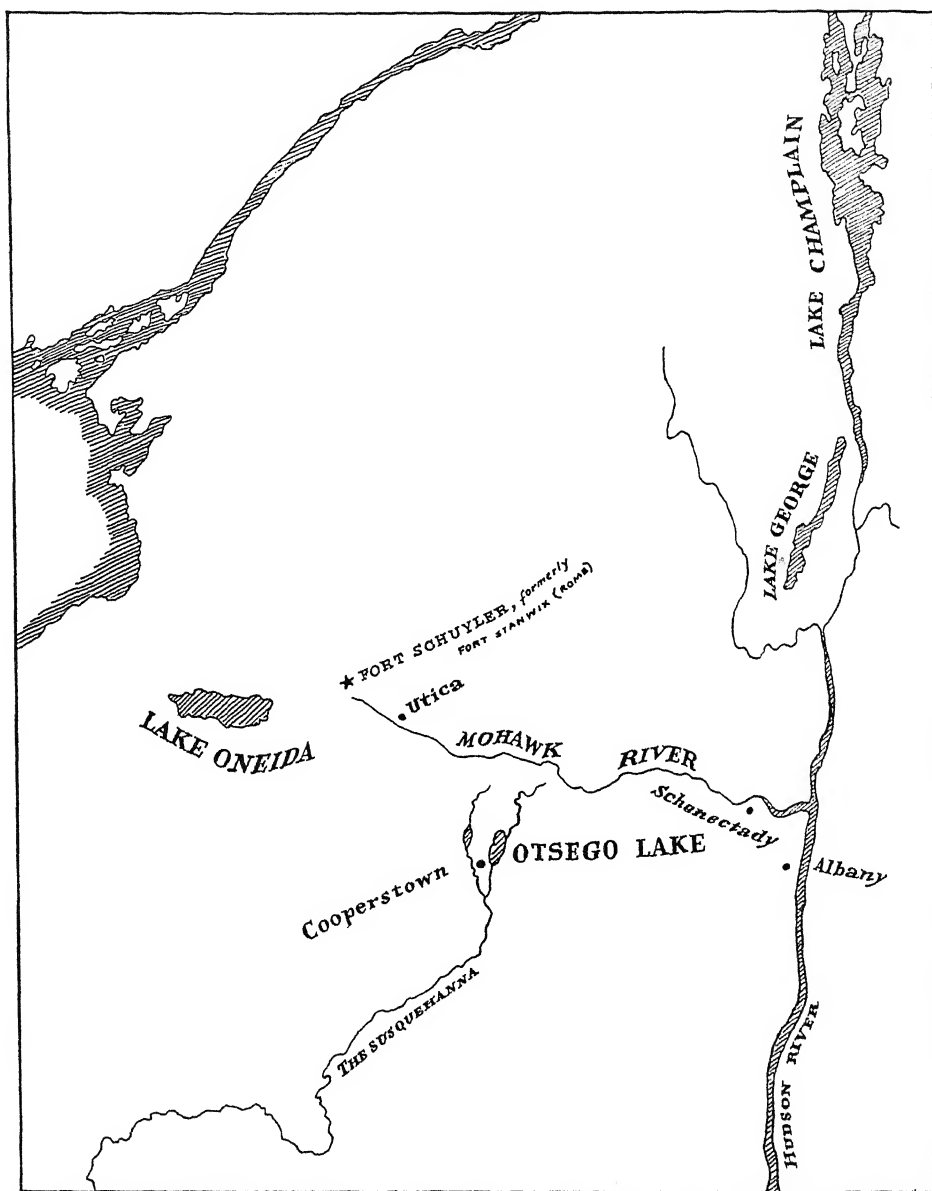 LAKE CHAMPLAIN
LAKE GEORGE
★ FORT SCHUYLER, formerly
FORT STANWIX (ROME)
Utica
LAKE ONEIDA
MOHAWK RIVER
Schenectady
OTSEGO LAKE
Albany
Cooperstown
THE SUSQUEHANNA
HUDSON RIVER